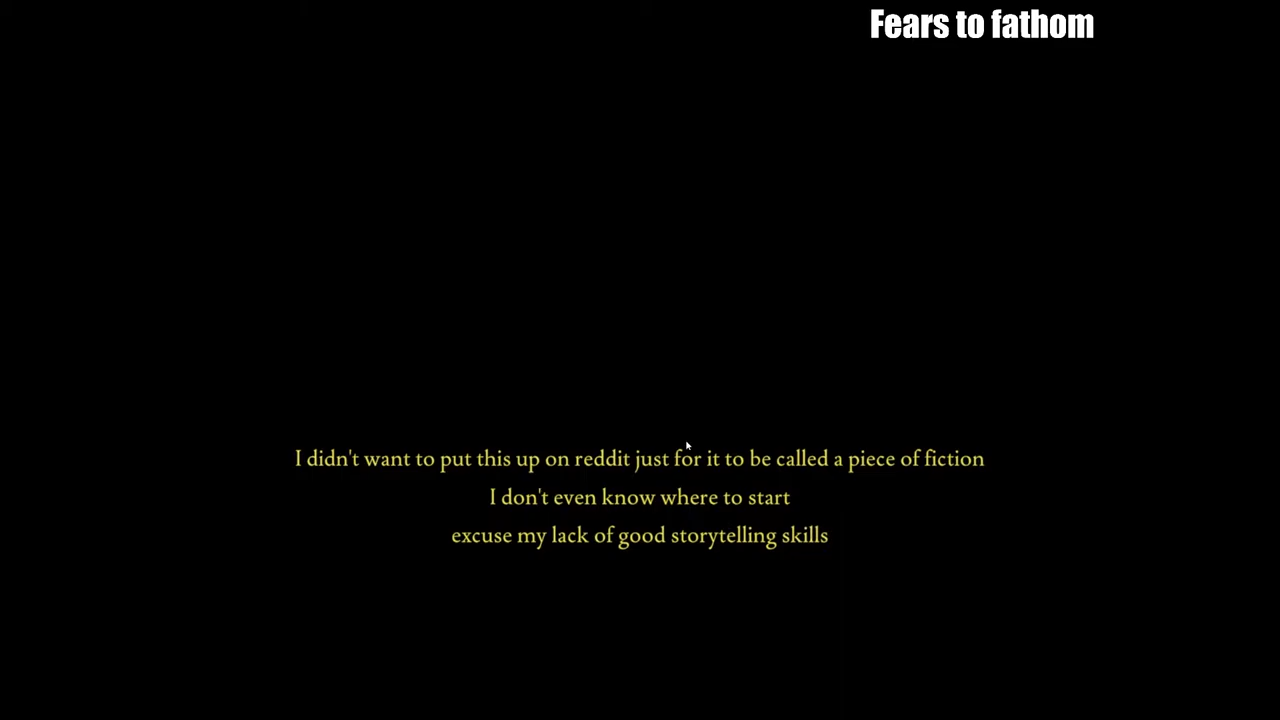 Fears to fathom
I didn't want to put this up on reddit just for it to be called a piece of fiction
I don't even know where to start
excuse my lack of good storytelling skills